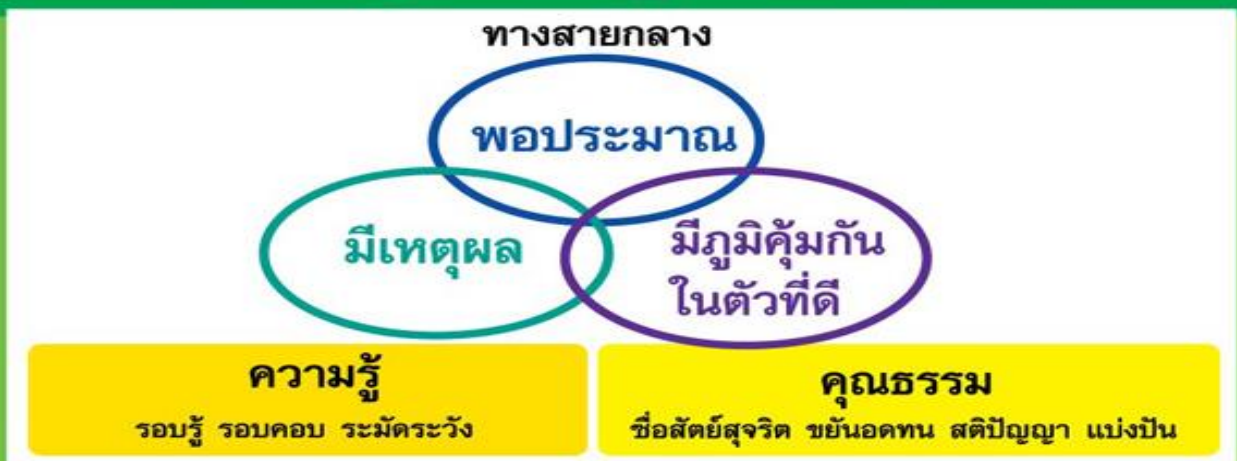 ทางสายกลาง
พอประมาณ
มีเหตุผล
มีภูมิคุ้มกัน
ในตัวที่ดี
ความรู้
รอบรู้ รอบคอบ ระมัดระวัง
คุณธรรม
ซื่อสัตย์สุจริต ขยันอดทน สติปัญญา แบ่งปัน